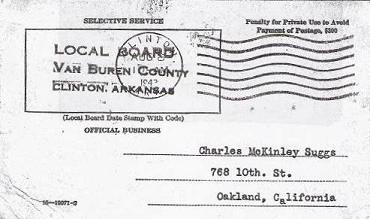 SELECTIVE SERVICE
Penalty for Private Use to Avoid
Payment of Postage, $300
LOCAL BOARD
VAN BUREN COUNTY
CLINTON, ARKANSAS
CLINTON
AUG
(Local Board Date Stamp With Code)
OFFICIAL BUSINESS
Charles McKinley Suggs
768 10th. St.
Oakland, California